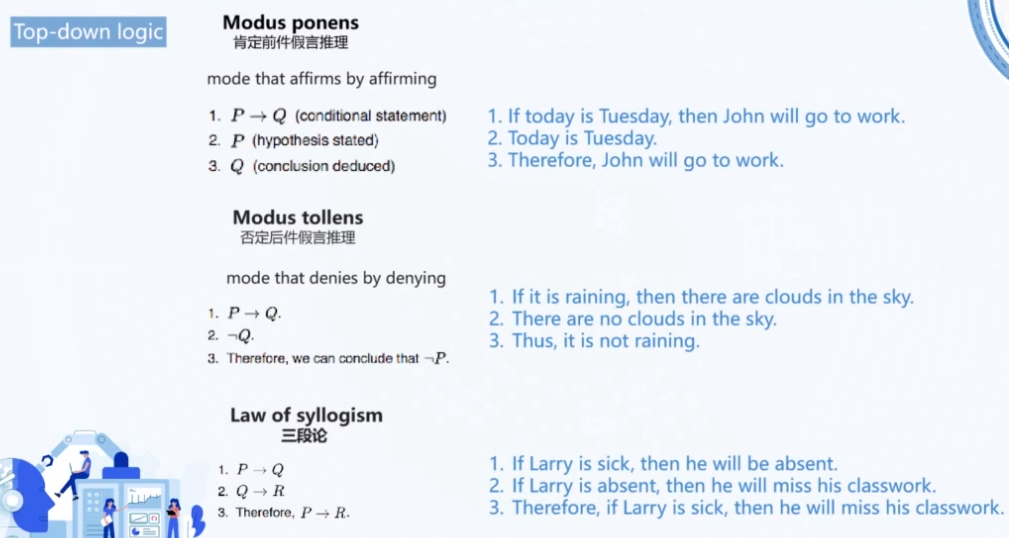 Top-down logic
Modus ponens
肯定前件假言推理
mode that affirms by affirming
1. P → Q (conditional statement)
2. P (hypothesis stated)
3. Q (conclusion deduced)
1. If today is Tuesday, then John will go to work.
2. Today is Tuesday.
3. Therefore, John will go to work.
Modus tollens
否定后件假言推理
mode that denies by denying
1. P → Q.
2. ¬Q.
3. Therefore, we can conclude that ¬P.
1. If it is raining, then there are clouds in the sky.
2. There are no clouds in the sky.
3. Thus, it is not raining.
Law of syllogism
三段论
1. P → Q
2. Q → R
3. Therefore, P → R.
1. If Larry is sick, then he will be absent.
2. If Larry is absent, then he will miss his classwork.
3. Therefore, if Larry is sick, then he will miss his classwork.